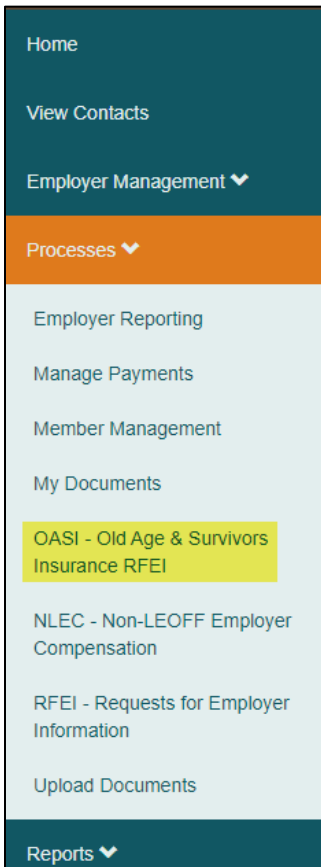 Home
View Contacts
Employer Management
Processes
Employer Reporting
Manage Payments
Member Management
My Documents
OASI - Old Age & Survivors
Insurance RFEI
NLEC - Non-LEOFF Employer
Compensation
RFEI - Requests for Employer
Information
Upload Documents
Reports